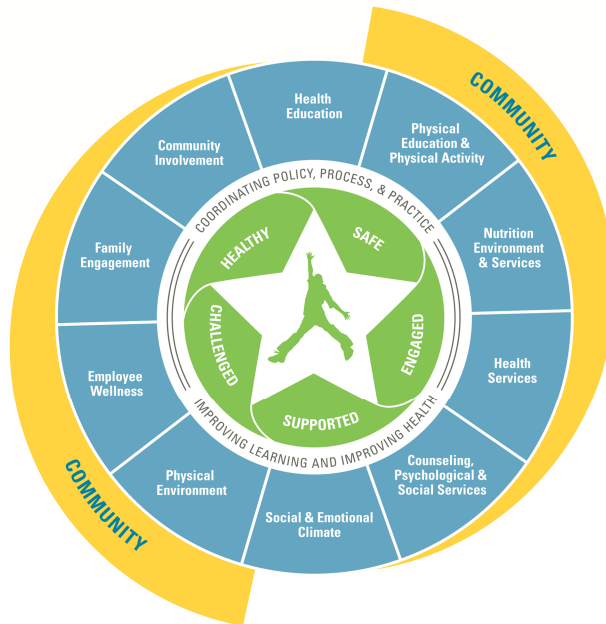 COMMUNITY
Health
Education
Physical
Education &
Physical Activity
Nutrition
Environment
& Services
Health
Services
Counseling,
Psychological &
Social Services
Social & Emotional
Climate
Physical
Environment
Employee
Wellness
Family
Engagement
Community
Involvement
COORDINATING POLICY, PROCESS, & PRACTICE
IMPROVING LEARNING AND IMPROVING HEALTH
HEALTHY
SAFE
ENGAGED
SUPPORTED
CHALLENGED
COMMUNITY